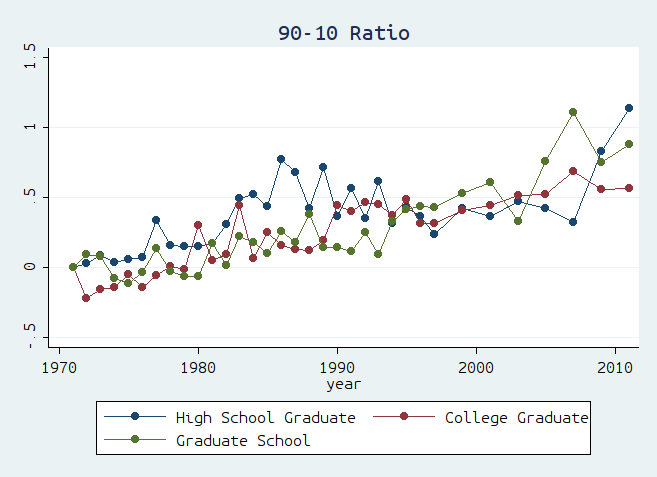 90-10 Ratio
1.5
1
.5
0
-.5
1970 1980 1990 2000 2010
year
High School Graduate College Graduate
Graduate School